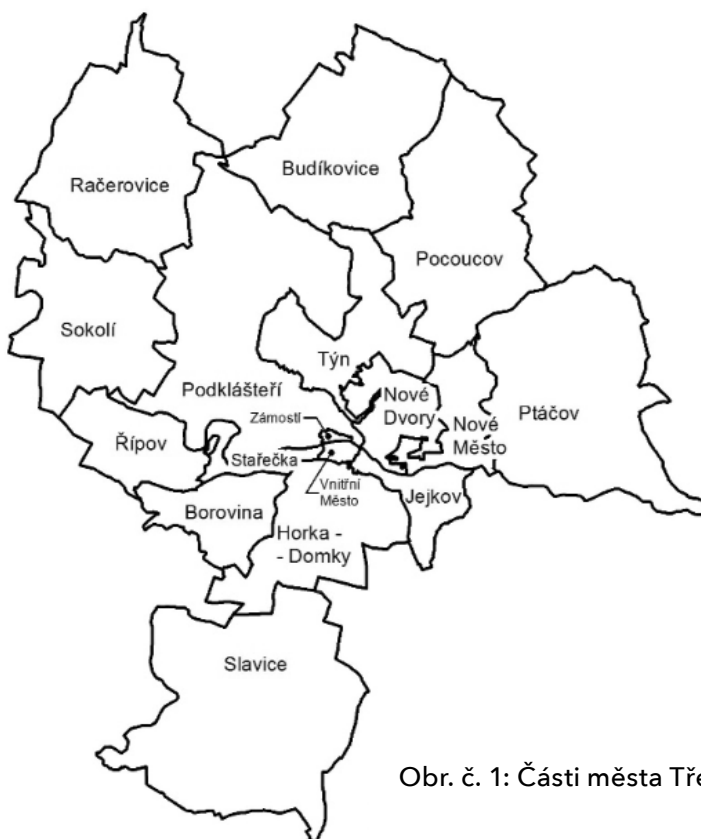 Račerovice
Budíkovice
Pocoucov
Sokolí
Týn
Podklášteří
Nové
Dvory
Nové
Město
Ptáčov
Zámostí
Řípov
Stařečka
Vnitřní
Město
Jejkov
Borovina
Horka -
- Domky
Slavice
Obr. č. 1: Části města Tře